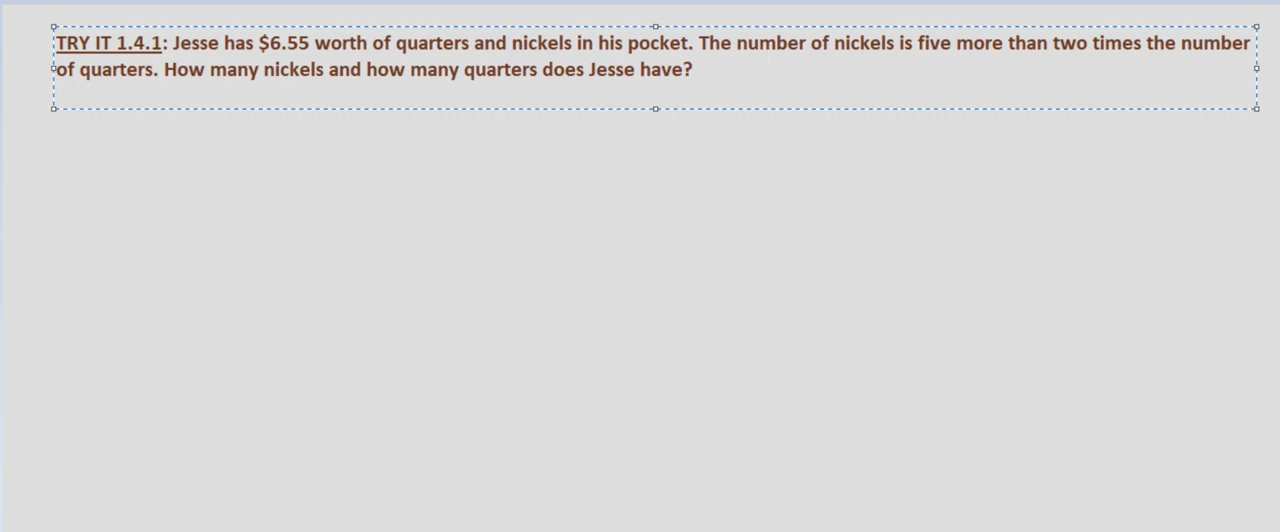 TRY IT 1.4.1: Jesse has $6.55 worth of quarters and nickels in his pocket. The number of nickels is five more than two times the number
of quarters. How many nickels and how many quarters does Jesse have?